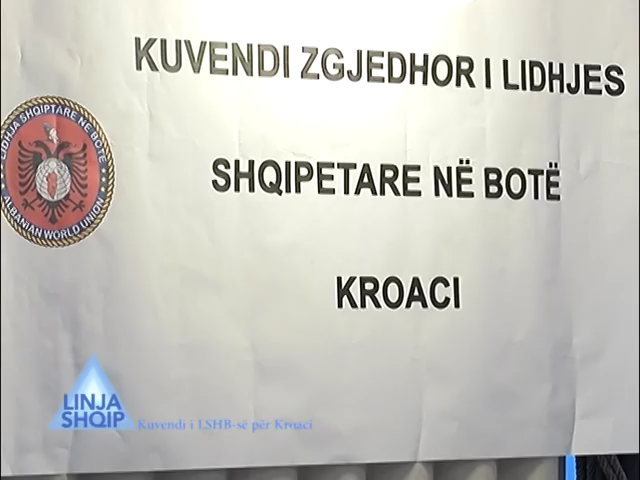 KUVENDI ZGJEDHOR I LIDHJES
SHQIPETARE NË BOTË
KROACI
LIDHJA SHQIPTARE NË BOTË
ALBANIAN WORLD UNION
LINJA
SHQIP
Kuvendi i LSHB-së për Kroaci